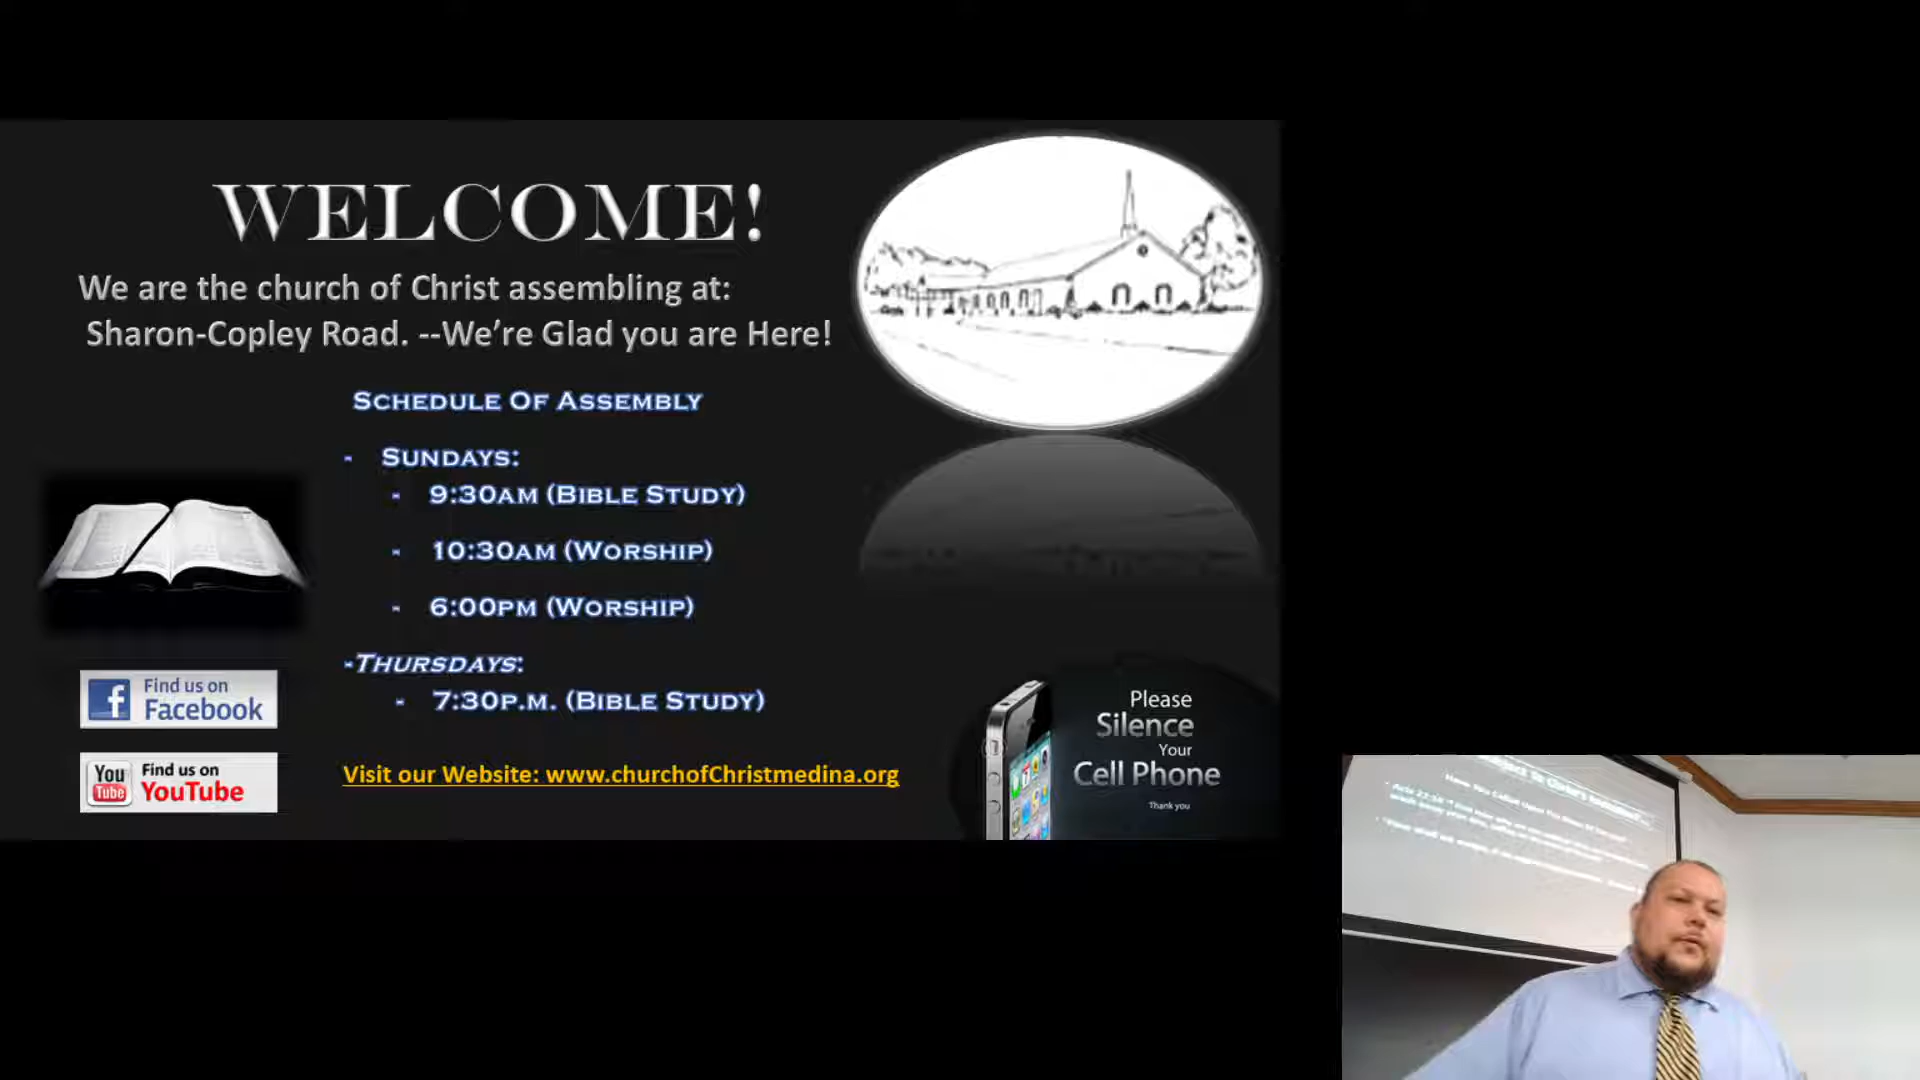 WELCOME!
We are the church of Christ assembling at:
Sharon-Copley Road. --We're Glad you are Here!
SCHEDULE OF ASSEMBLY
- SUNDAYS:
- 9:30AM (BIBLE STUDY)
- 10:30AM (WORSHIP)
- 6:00PM (WORSHIP)
-THURSDAYS:
- 7:30P.M. (BIBLE STUDY)
Visit our Website: www.churchofChristmedina.org
Find us on
Facebook
You
Tube
Find us on
YouTube
Please
Silence
Your
Cell Phone
Thank you